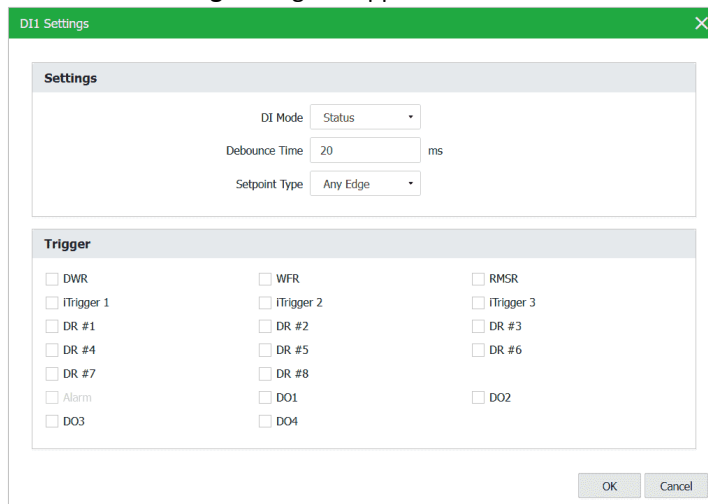 DI1 Settings
Settings
DI Mode Status
Debounce Time 20 ms
Setpoint Type Any Edge
Trigger
DWR WFR RMSR
iTrigger 1 iTrigger 2 iTrigger 3
DR #1 DR #2 DR #3
DR #4 DR #5 DR #6
DR #7 DR #8
Alarm DO1 DO2
DO3 DO4
OK Cancel